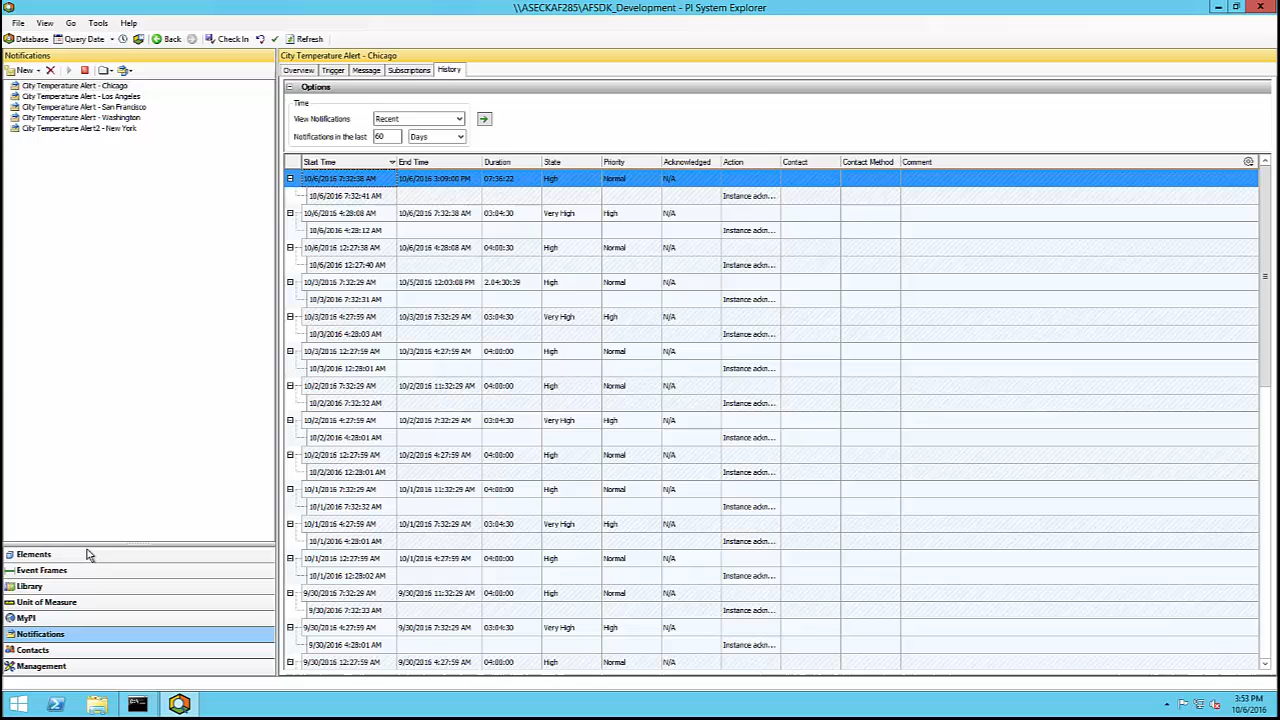 \\ASECKAF285\AFSDK_Development - PI System Explorer
File View Go Tools Help
Database Query Date Back Check In Refresh
Notifications
New
City Temperature Alert - Chicago
City Temperature Alert - Los Angeles
City Temperature Alert - San Francisco
City Temperature Alert - Washington
City Temperature Alert2 - New York
Elements
Event Frames
Library
Unit of Measure
MyPI
Notifications
Contacts
Management
City Temperature Alert - Chicago
Overview Trigger Message Subscriptions History
Options
Time
View Notifications Recent
Notifications in the last 60 Days
Start Time End Time Duration State Priority Acknowledged Action Contact Contact Method Comment
10/6/2016 7:32:38 AM 10/6/2016 3:09:00 PM 07:36:22 High Normal N/A
10/6/2016 7:32:41 AM Instance ackn...
10/6/2016 4:28:08 AM 10/6/2016 7:32:38 AM 03:04:30 Very High High N/A
10/6/2016 4:28:12 AM Instance ackn...
10/6/2016 12:27:38 AM 10/6/2016 4:28:08 AM 04:00:30 High Normal N/A
10/6/2016 12:27:40 AM Instance ackn...
10/3/2016 7:32:29 AM 10/5/2016 12:03:08 PM 2.04:30:39 High Normal N/A
10/3/2016 7:32:31 AM Instance ackn...
10/3/2016 4:27:59 AM 10/3/2016 7:32:29 AM 03:04:30 Very High High N/A
10/3/2016 4:28:03 AM Instance ackn...
10/3/2016 12:27:59 AM 10/3/2016 4:27:59 AM 04:00:00 High Normal N/A
10/3/2016 12:28:01 AM Instance ackn...
10/2/2016 7:32:29 AM 10/2/2016 11:32:29 AM 04:00:00 High Normal N/A
10/2/2016 7:32:32 AM Instance ackn...
10/2/2016 4:27:59 AM 10/2/2016 7:32:29 AM 03:04:30 Very High High N/A
10/2/2016 4:28:01 AM Instance ackn...
10/2/2016 12:27:59 AM 10/2/2016 4:27:59 AM 04:00:00 High Normal N/A
10/2/2016 12:28:01 AM Instance ackn...
10/1/2016 7:32:29 AM 10/1/2016 11:32:29 AM 04:00:00 High Normal N/A
10/1/2016 7:32:32 AM Instance ackn...
10/1/2016 4:27:59 AM 10/1/2016 7:32:29 AM 03:04:30 Very High High N/A
10/1/2016 4:28:01 AM Instance ackn...
10/1/2016 12:27:59 AM 10/1/2016 4:27:59 AM 04:00:00 High Normal N/A
10/1/2016 12:28:02 AM Instance ackn...
9/30/2016 7:32:29 AM 9/30/2016 11:32:29 AM 04:00:00 High Normal N/A
9/30/2016 7:32:33 AM Instance ackn...
9/30/2016 4:27:59 AM 9/30/2016 7:32:29 AM 03:04:30 Very High High N/A
9/30/2016 4:28:01 AM Instance ackn...
9/30/2016 12:27:59 AM 9/30/2016 4:27:59 AM 04:00:00 High Normal N/A
3:53 PM
10/6/2016